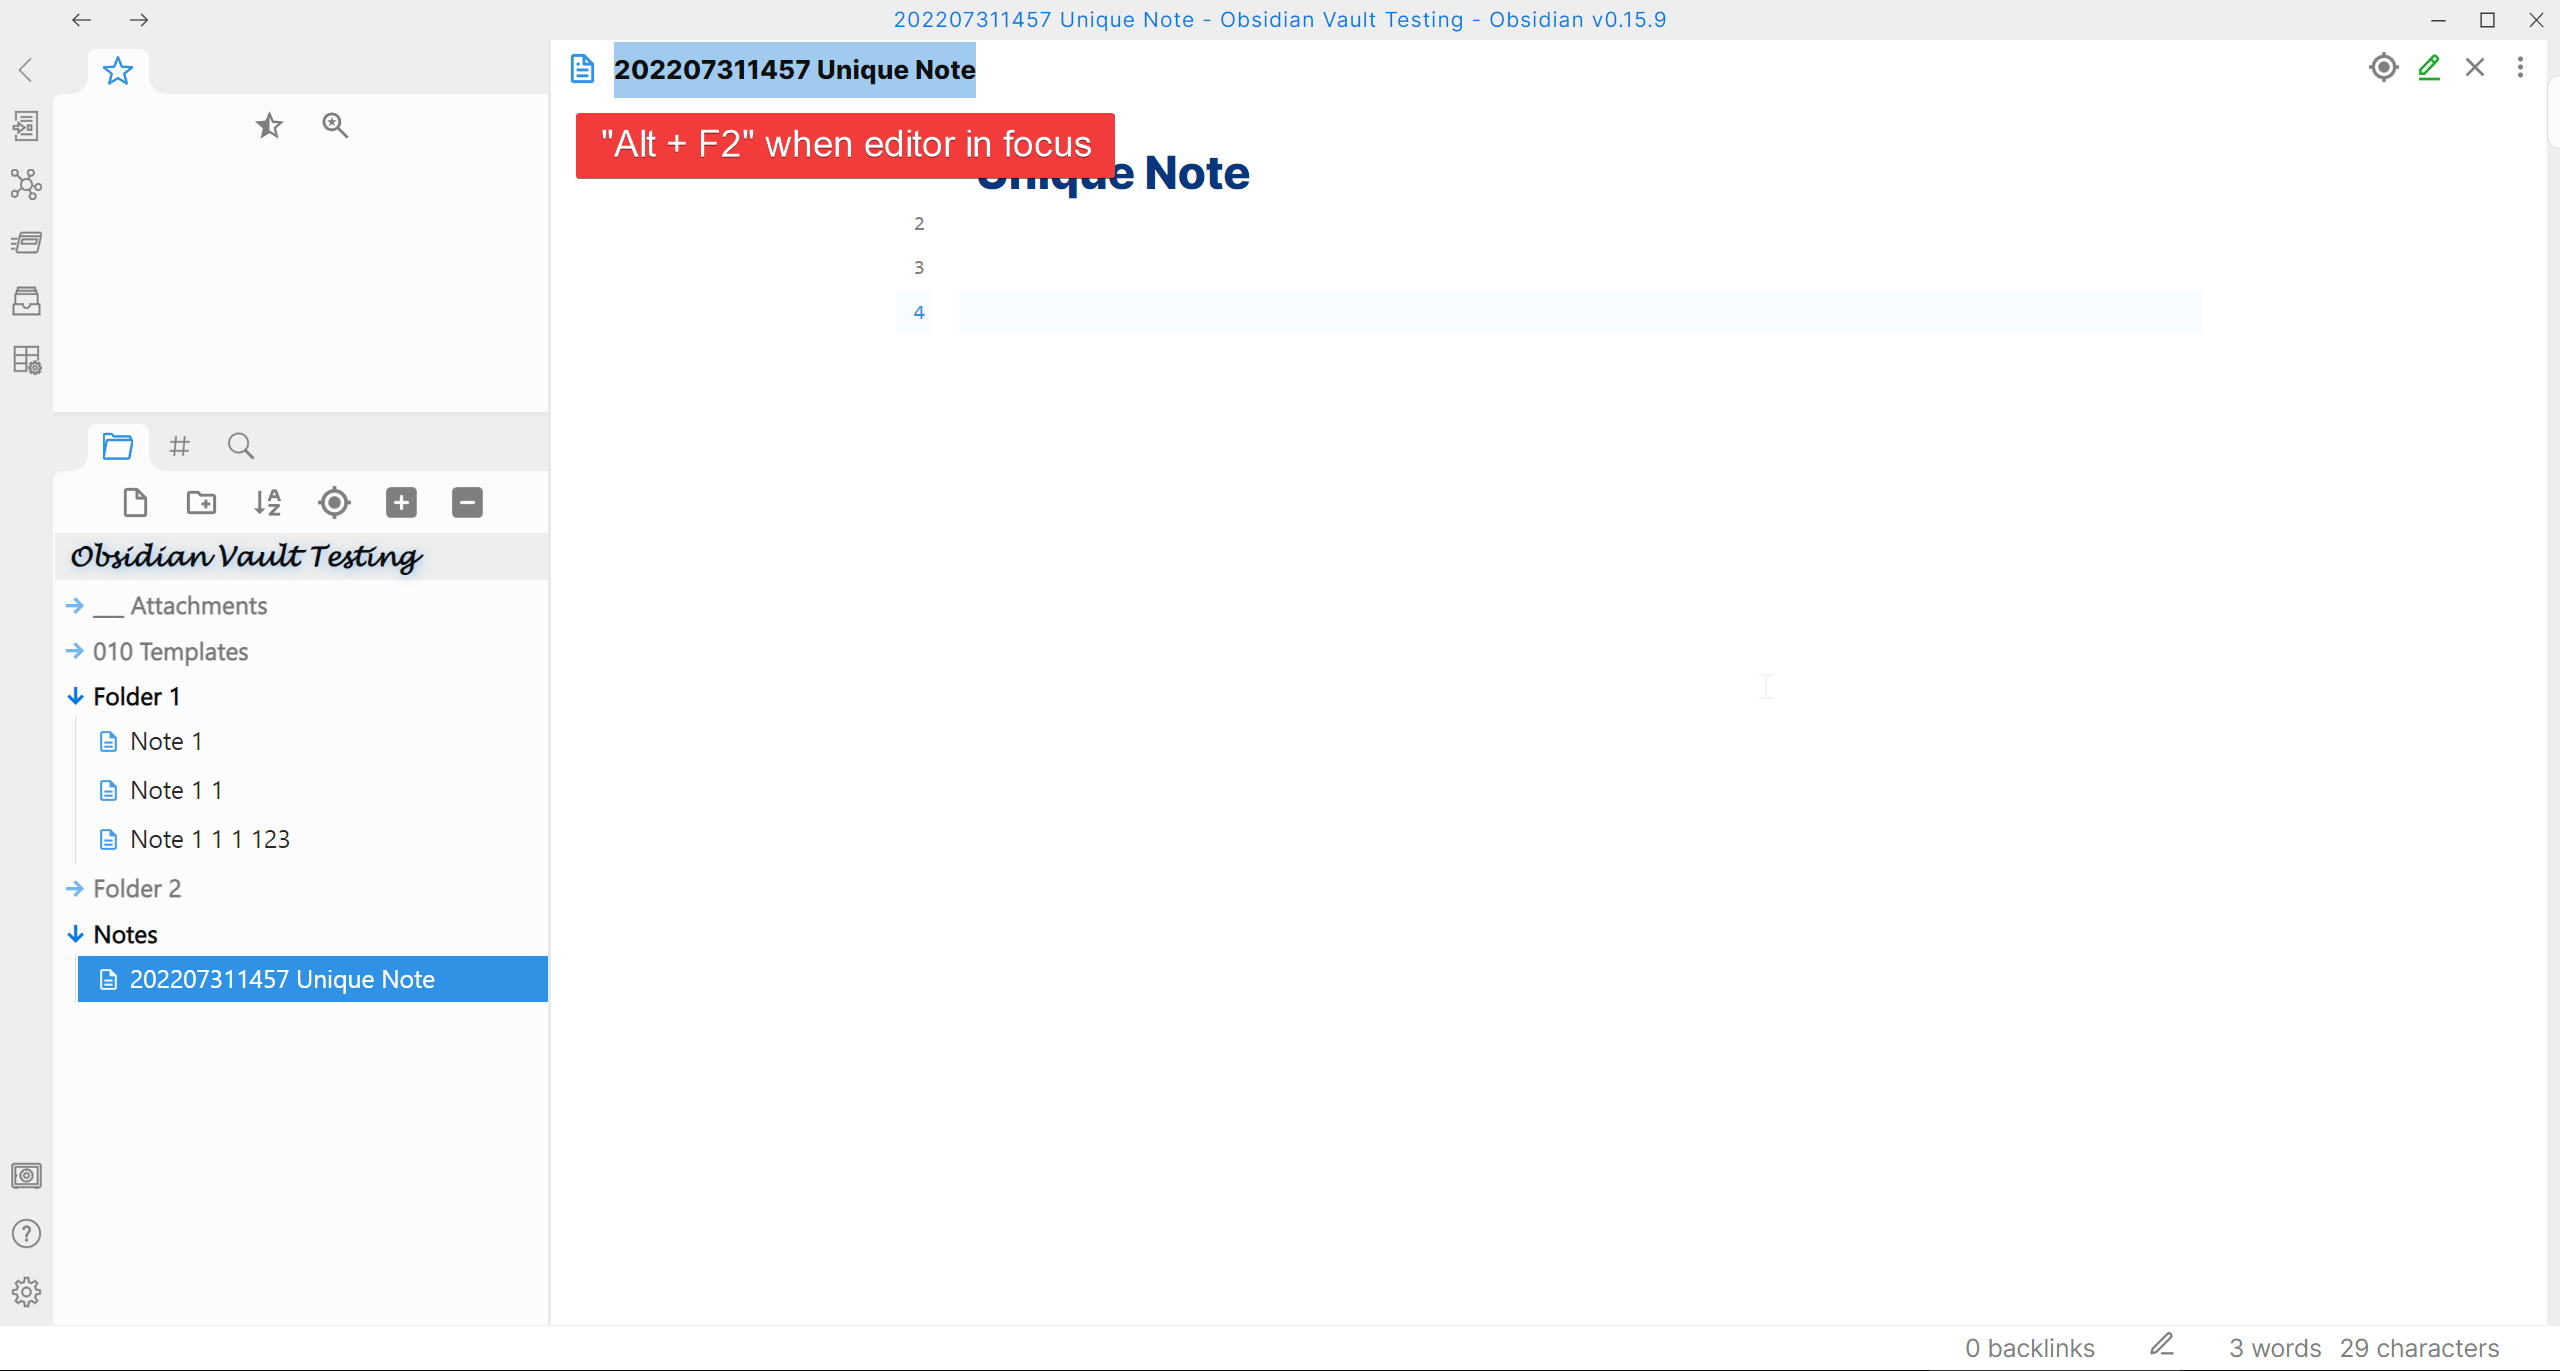 202207311457 Unique Note - Obsidian Vault Testing - Obsidian v0.15.9
202207311457 Unique Note
"Alt + F2" when editor in focus
Unique Note
2
3
4
Obsidian Vault Testing
___ Attachments
010 Templates
Folder 1
Note 1
Note 1 1
Note 1 1 1 123
Folder 2
Notes
202207311457 Unique Note
0 backlinks
3 words
29 characters